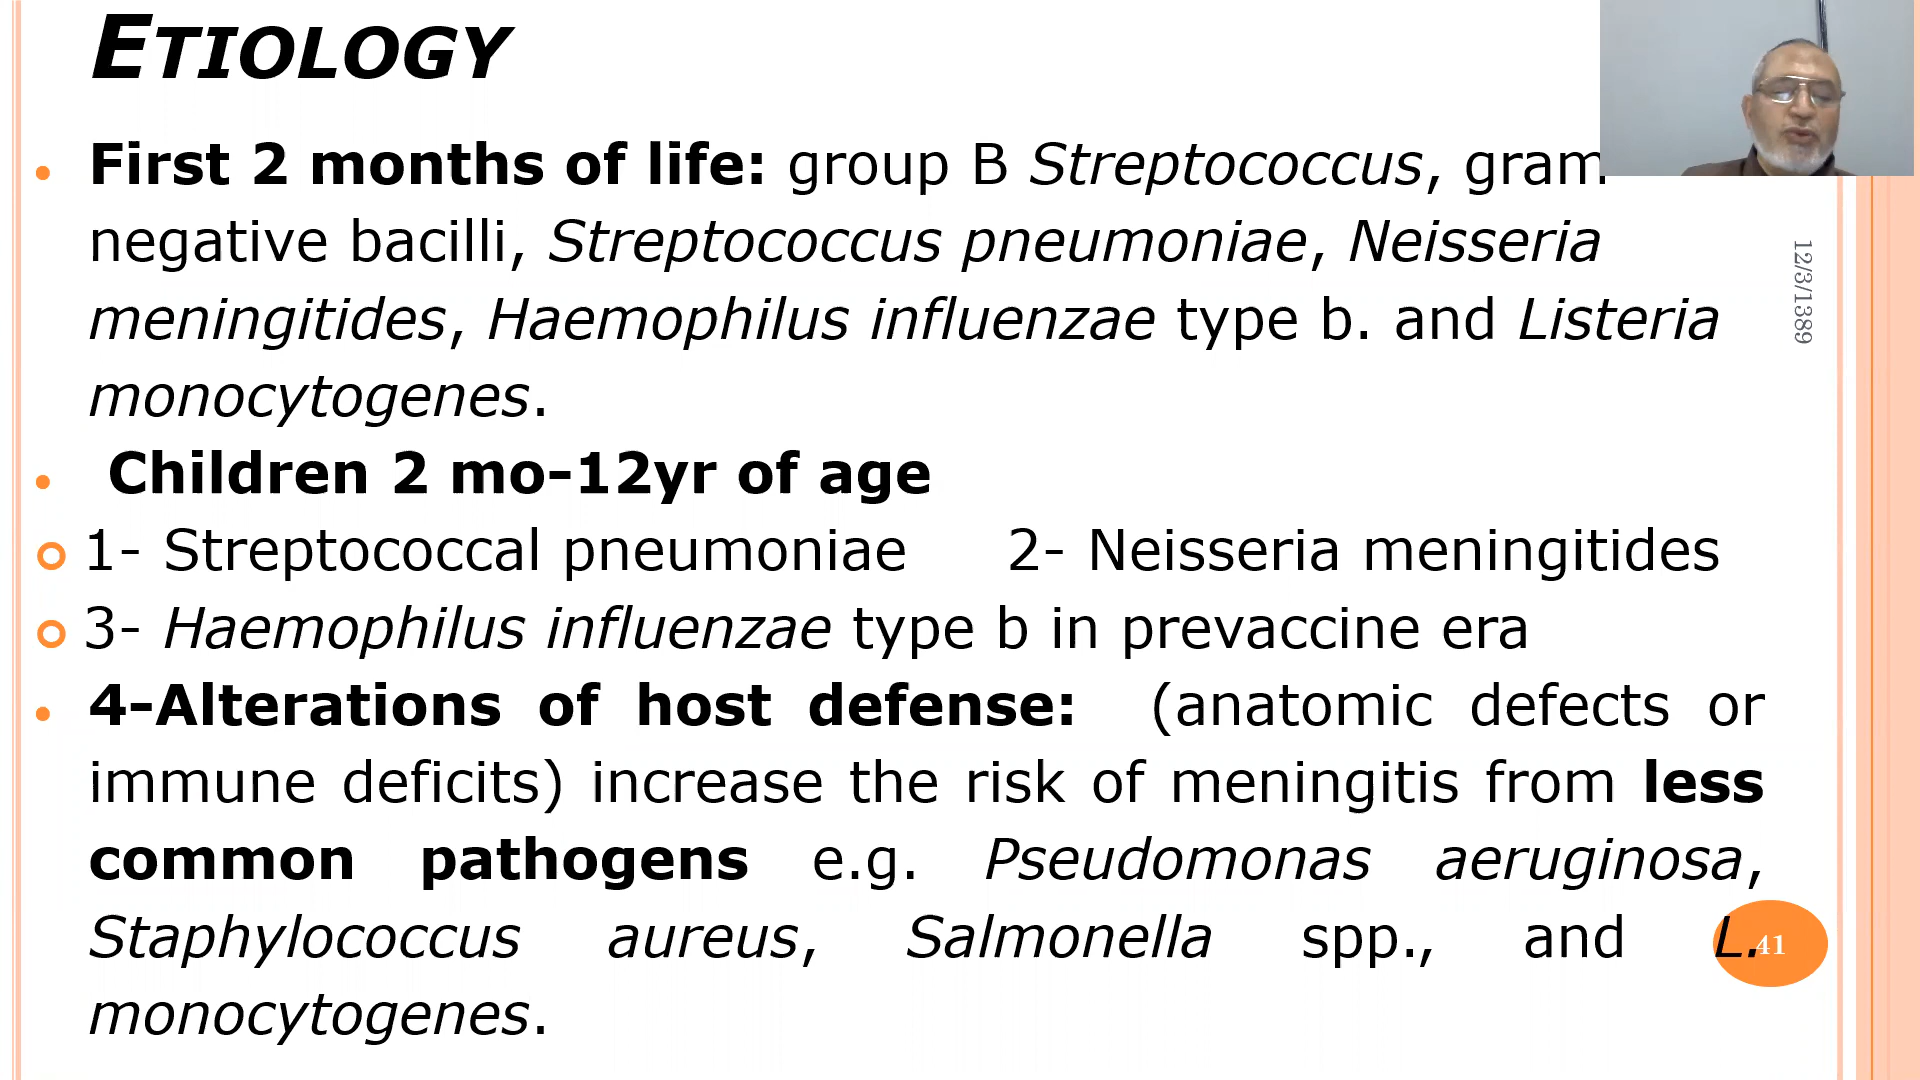 ETIOLOGY
• First 2 months of life: group B Streptococcus, gram
negative bacilli, Streptococcus pneumoniae, Neisseria
meningitides, Haemophilus influenzae type b. and Listeria
monocytogenes.
• Children 2 mo-12yr of age
1- Streptococcal pneumoniae 2- Neisseria meningitides
3- Haemophilus influenzae type b in prevaccine era
• 4-Alterations of host defense: (anatomic defects or
immune deficits) increase the risk of meningitis from less
common pathogens e.g. Pseudomonas aeruginosa,
Staphylococcus aureus, Salmonella spp., and L.
monocytogenes.
12/3/1389
41